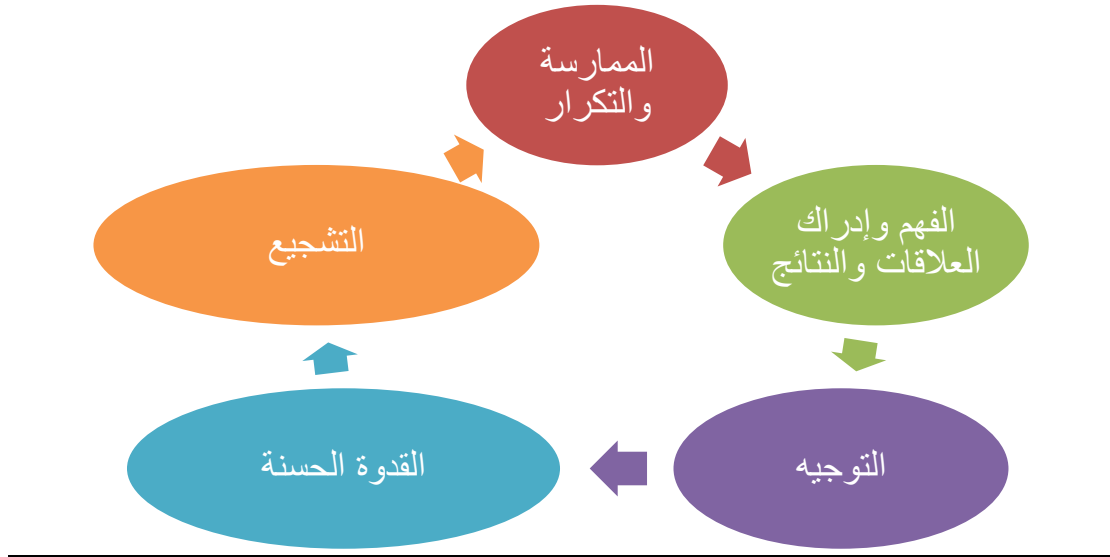 الممارسة
والتكرار
الفهم وإدراك
العلاقات والنتائج
التوجيه
القدوة الحسنة
التشجيع